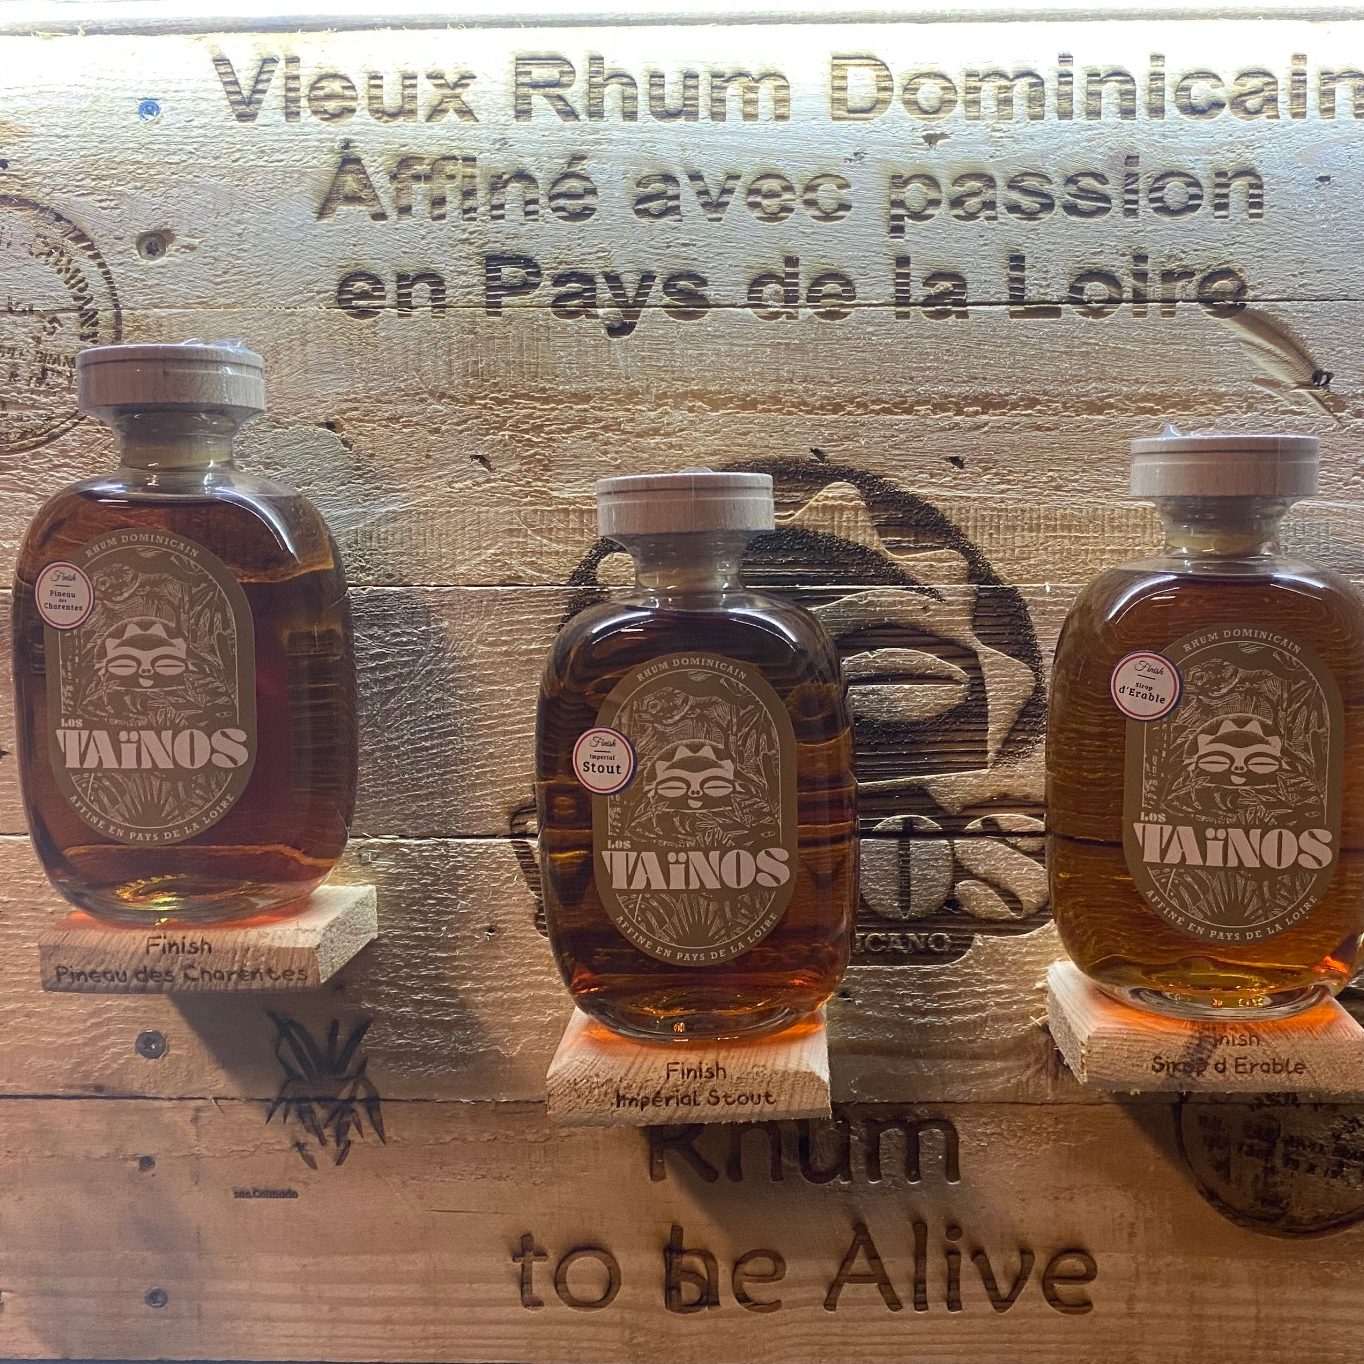 Vieux Rhum Dominicain
Affiné avec passion
en Pays de la Loire
RHUM DOMINICAIN
Finish
Pineau
des
Charentes
LOS
TAïNOS
AFFINÉ EN PAYS DE LA LOIRE
Finish
Pineau des Charentes
RHUM DOMINICAIN
Finish
Imperial
Stout
LOS
TAïNOS
AFFINÉ EN PAYS DE LA LOIRE
Finish
Impérial Stout
RHUM DOMINICAIN
Finish
Sirop
d'Erable
LOS
TAïNOS
AFFINÉ EN PAYS DE LA LOIRE
Finish
Sirop d Erable
Rhum
to be Alive